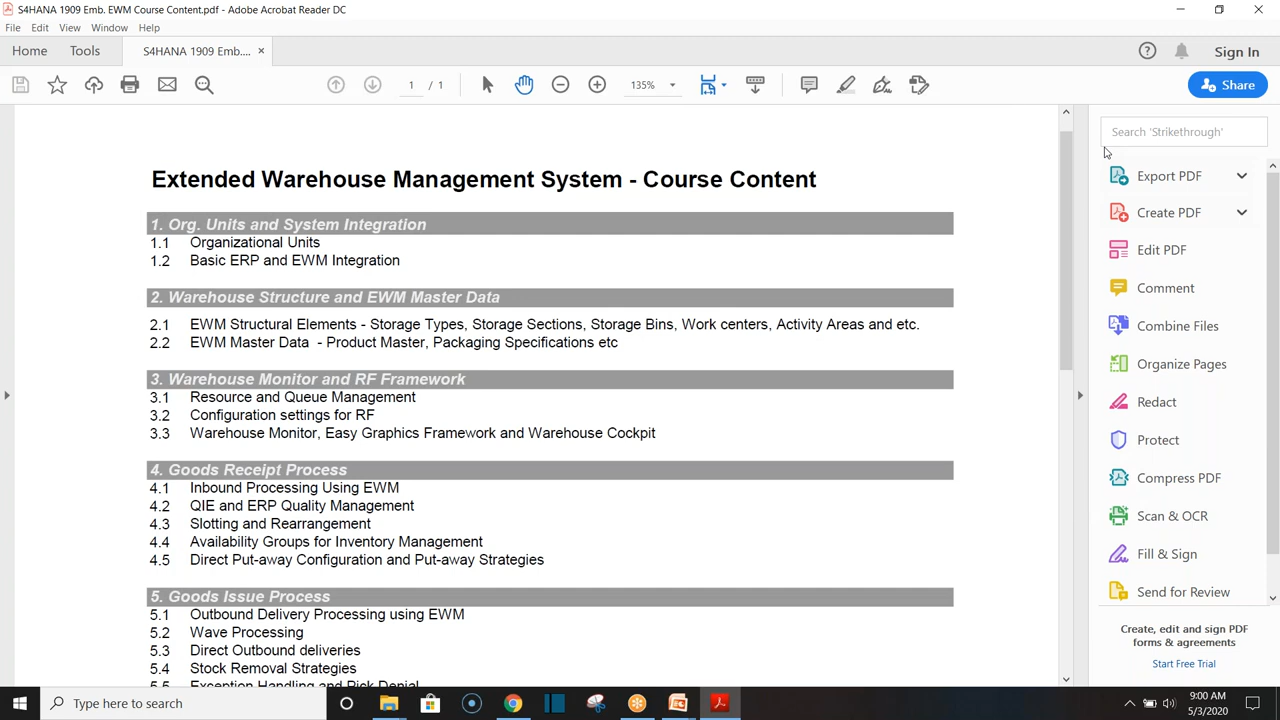 S4HANA 1909 Emb. EWM Course Content.pdf - Adobe Acrobat Reader DC
File Edit View Window Help
Home Tools S4HANA 1909 Emb.... × Sign In
1 / 1 135% Share
Search 'Strikethrough'
Export PDF
Create PDF
Edit PDF
Comment
Combine Files
Organize Pages
Redact
Protect
Compress PDF
Scan & OCR
Fill & Sign
Send for Review
Create, edit and sign PDF
forms & agreements
Start Free Trial
Extended Warehouse Management System - Course Content
1. Org. Units and System Integration
1.1 Organizational Units
1.2 Basic ERP and EWM Integration
2. Warehouse Structure and EWM Master Data
2.1 EWM Structural Elements - Storage Types, Storage Sections, Storage Bins, Work centers, Activity Areas and etc.
2.2 EWM Master Data - Product Master, Packaging Specifications etc
3. Warehouse Monitor and RF Framework
3.1 Resource and Queue Management
3.2 Configuration settings for RF
3.3 Warehouse Monitor, Easy Graphics Framework and Warehouse Cockpit
4. Goods Receipt Process
4.1 Inbound Processing Using EWM
4.2 QIE and ERP Quality Management
4.3 Slotting and Rearrangement
4.4 Availability Groups for Inventory Management
4.5 Direct Put-away Configuration and Put-away Strategies
5. Goods Issue Process
5.1 Outbound Delivery Processing using EWM
5.2 Wave Processing
5.3 Direct Outbound deliveries
5.4 Stock Removal Strategies
5.5 Exception Handling and Pick Denial
Type here to search
9:00 AM
5/3/2020